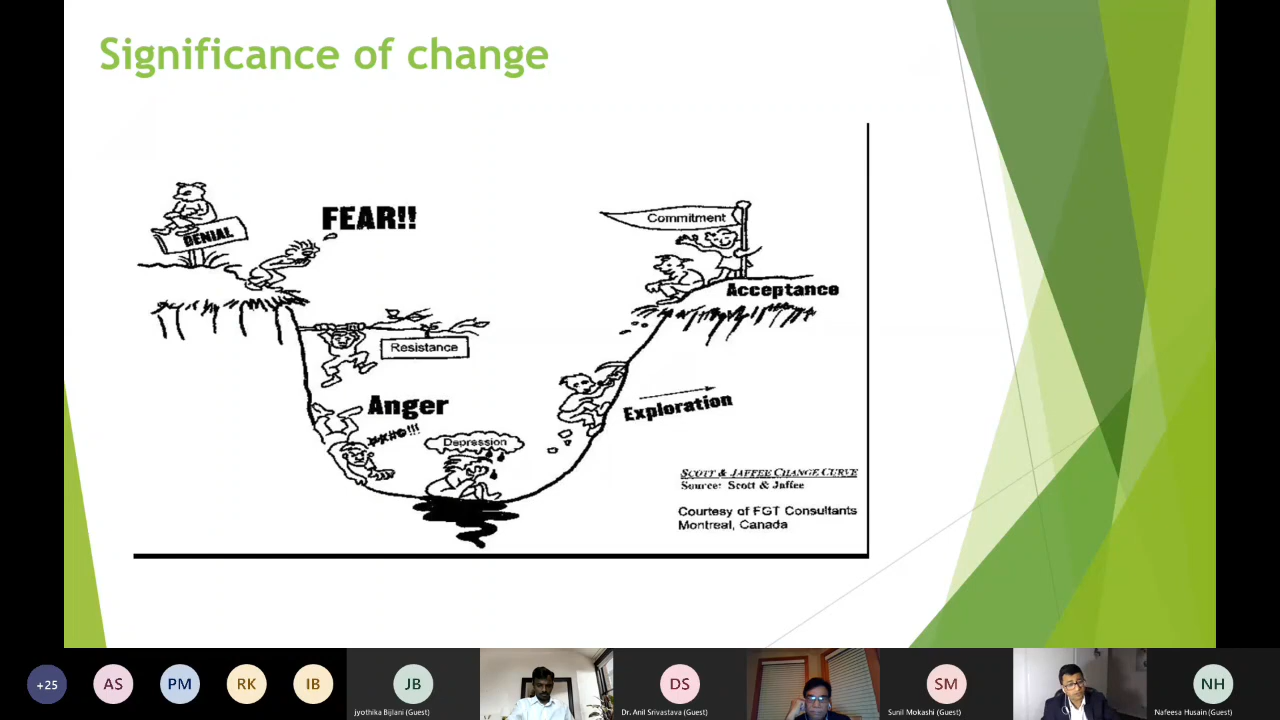 Significance of change
DENIAL
FEAR!!
Commitment
Acceptance
Resistance
Anger
**#@!!!
Depression
Exploration
SCOTT & JAFFEE CHANGE CURVE
Source: Scott & Jaffee
Courtesy of FGT Consultants
Montreal, Canada
+25
AS
PM
RK
IB
JB
jyothika Bijlani (Guest)
DS
Dr. Anil Srivastava (Guest)
SM
Sunil Mokashi (Guest)
NH
Nafeesa Husain (Guest)